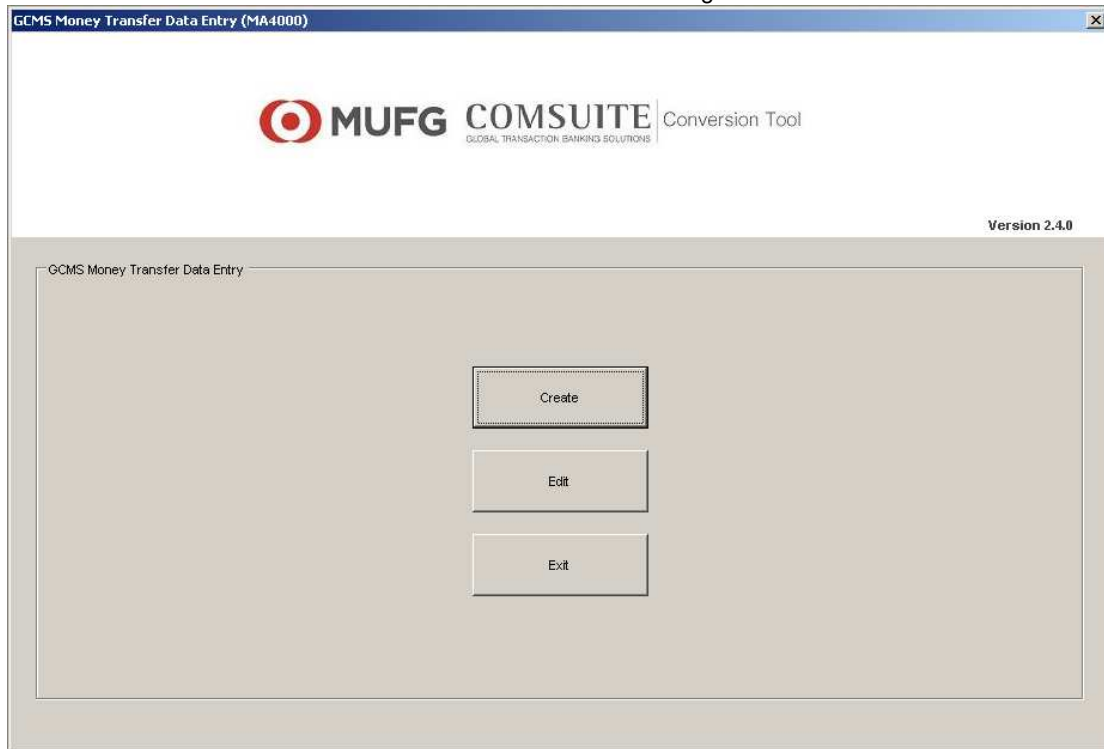 GCMS Money Transfer Data Entry (MA4000)
MUFG COMSUITE Conversion Tool
GLOBAL TRANSACTION BANKING SOLUTIONS
Version 2.4.0
GCMS Money Transfer Data Entry
Create
Edit
Exit